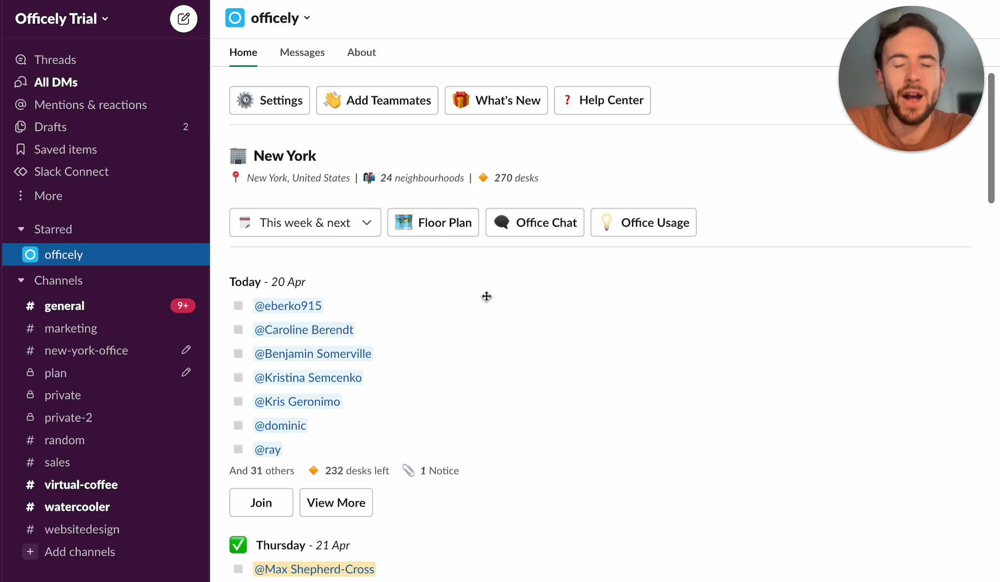 Officely Trial
Threads
All DMs
Mentions & reactions
Drafts 2
Saved items
Slack Connect
More
Starred
officely
Channels
# general 9+
# marketing
# new-york-office
plan
private
private-2
# random
# sales
# virtual-coffee
# watercooler
# websitedesign
+ Add channels
officely
Home Messages About
Settings Add Teammates What's New ? Help Center
New York
New York, United States | 24 neighbourhoods | 270 desks
This week & next Floor Plan Office Chat Office Usage
Today - 20 Apr
@eberko915
@Caroline Berendt
@Benjamin Somerville
@Kristina Semcenko
@Kris Geronimo
@dominic
@ray
And 31 others 232 desks left 1 Notice
Join View More
Thursday - 21 Apr
@Max Shepherd-Cross